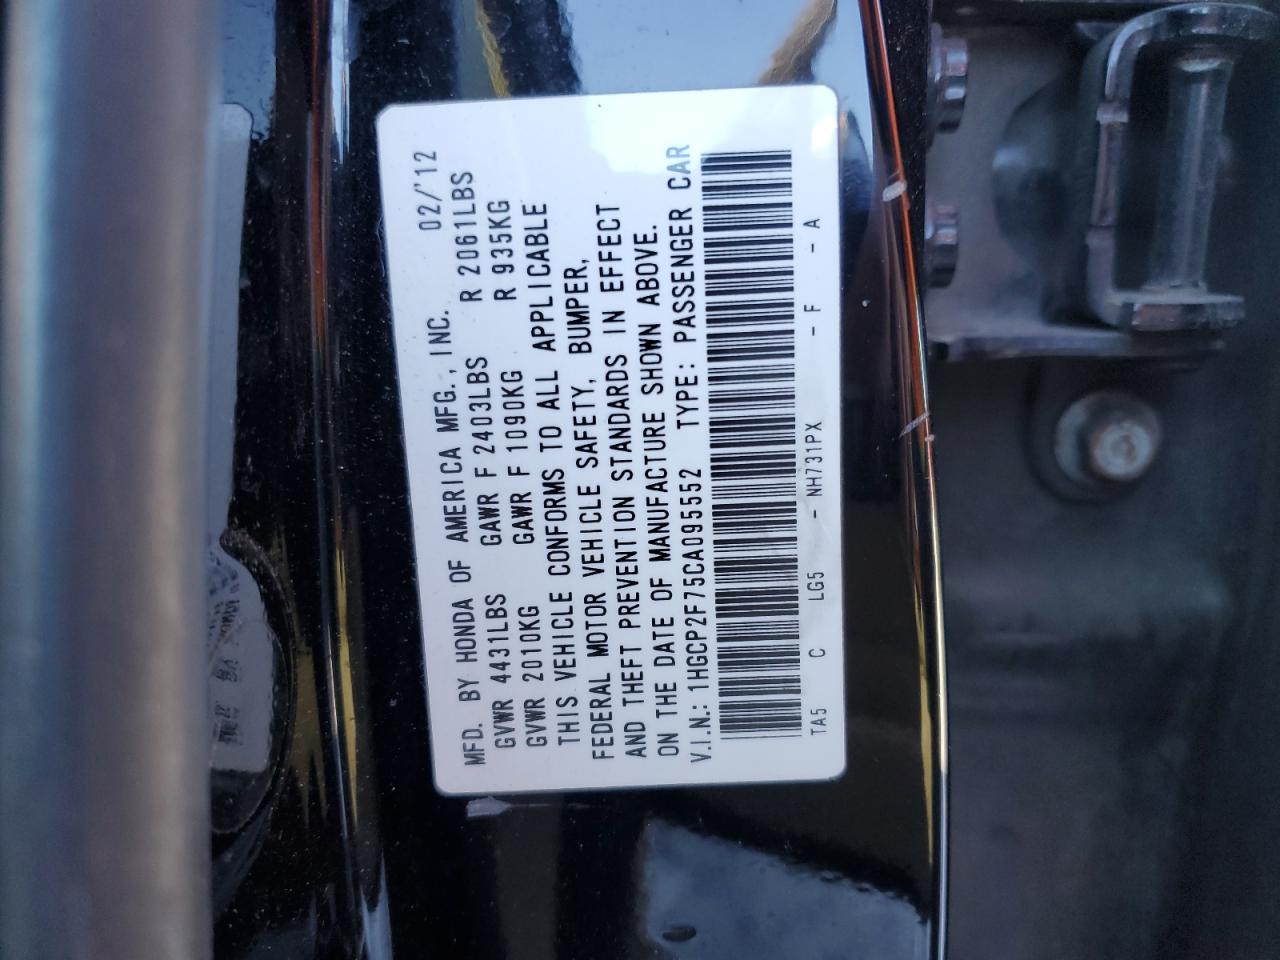 MFD. BY HONDA OF AMERICA MFG., INC. 02/'12
GVWR 4431LBS GAWR F 2403LBS R 2061LBS
GVWR 2010KG GAWR F 1090KG R 935KG
THIS VEHICLE CONFORMS TO ALL APPLICABLE
FEDERAL MOTOR VEHICLE SAFETY, BUMPER,
AND THEFT PREVENTION STANDARDS IN EFFECT
ON THE DATE OF MANUFACTURE SHOWN ABOVE.
V.I.N.: 1HGCP2F75CA095552 TYPE: PASSENGER CAR
TA5 C LG5 - NH731PX - F - A